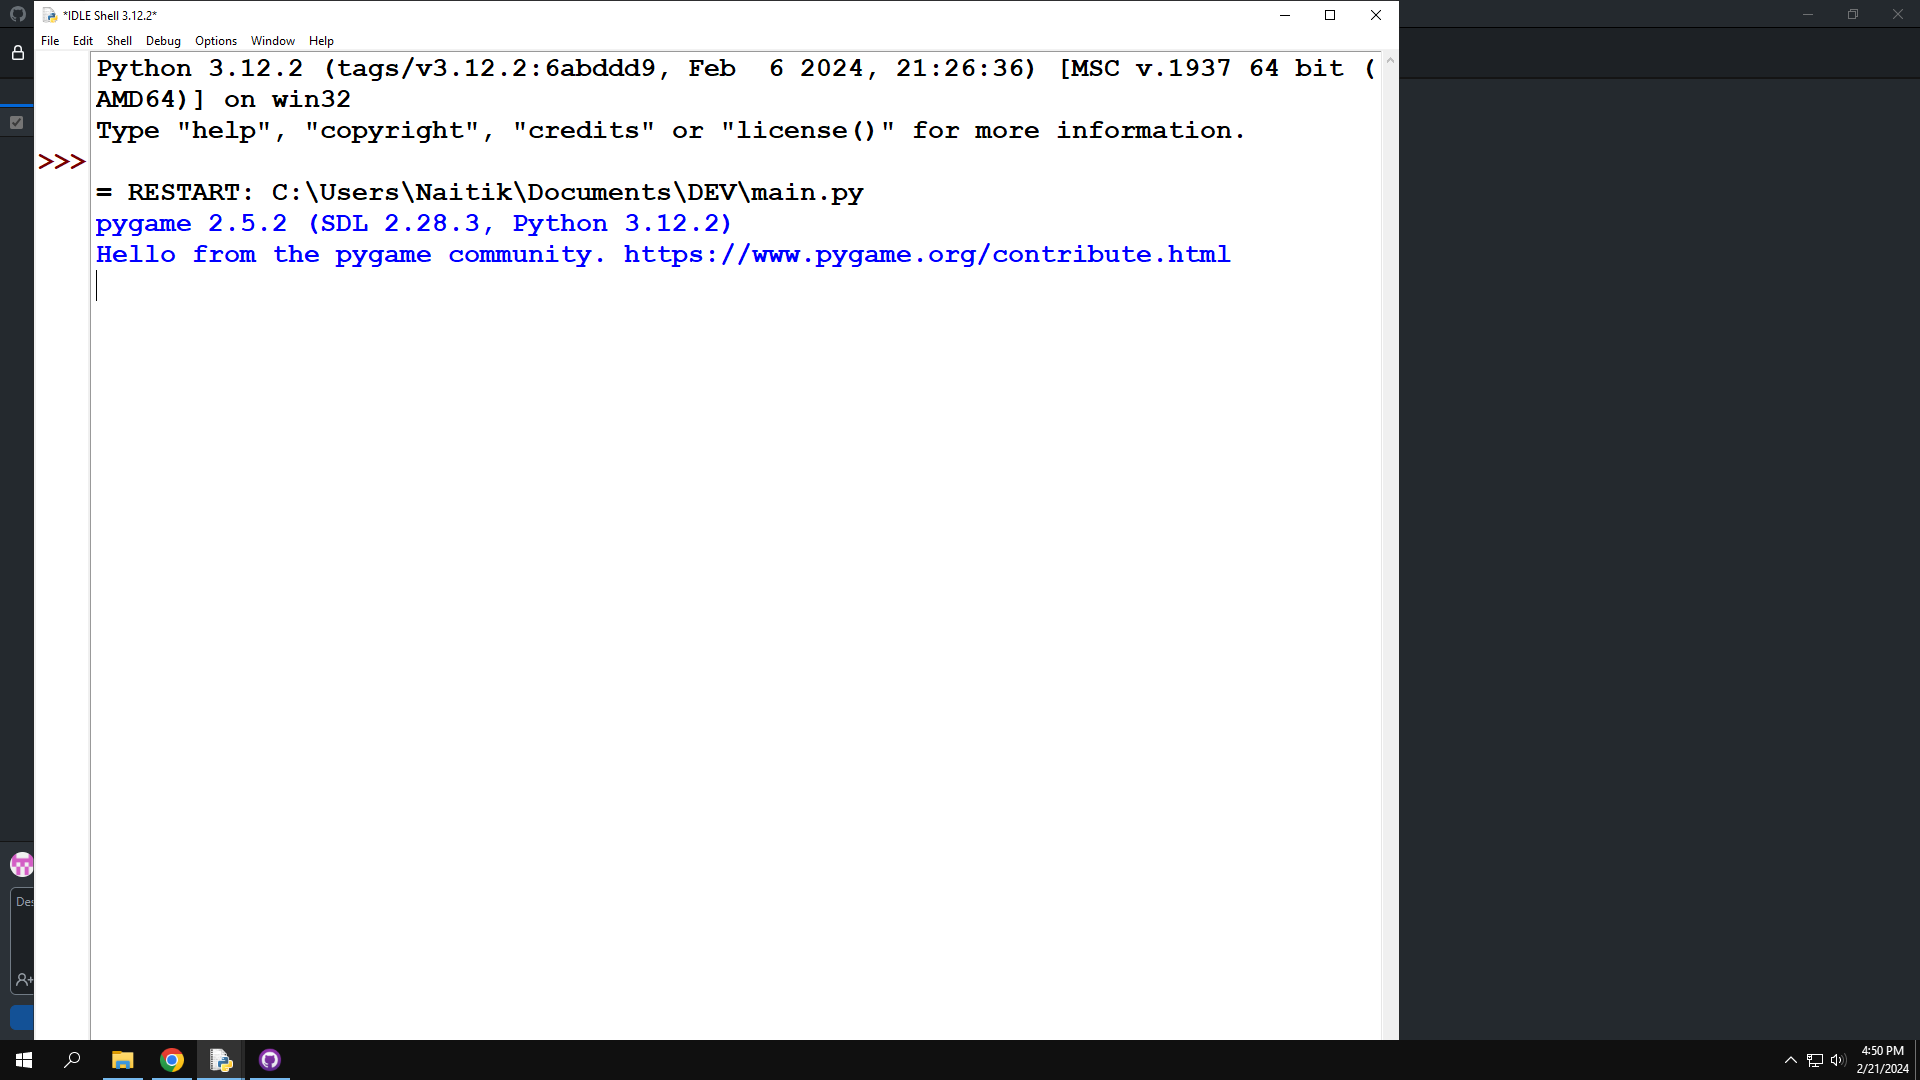 *IDLE Shell 3.12.2*
File Edit Shell Debug Options Window Help
Python 3.12.2 (tags/v3.12.2:6abddd9, Feb  6 2024, 21:26:36) [MSC v.1937 64 bit (
AMD64)] on win32
Type "help", "copyright", "credits" or "license()" for more information.
>>>
= RESTART: C:\Users\Naitik\Documents\DEV\main.py
pygame 2.5.2 (SDL 2.28.3, Python 3.12.2)
Hello from the pygame community. https://www.pygame.org/contribute.html
Des
4:50 PM
2/21/2024